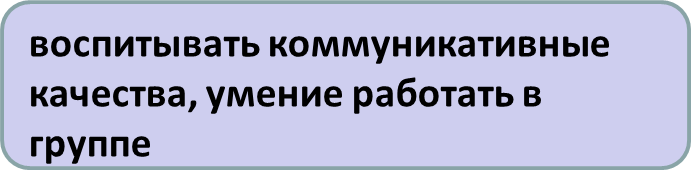 воспитывать коммуникативные
качества, умение работать в
группе